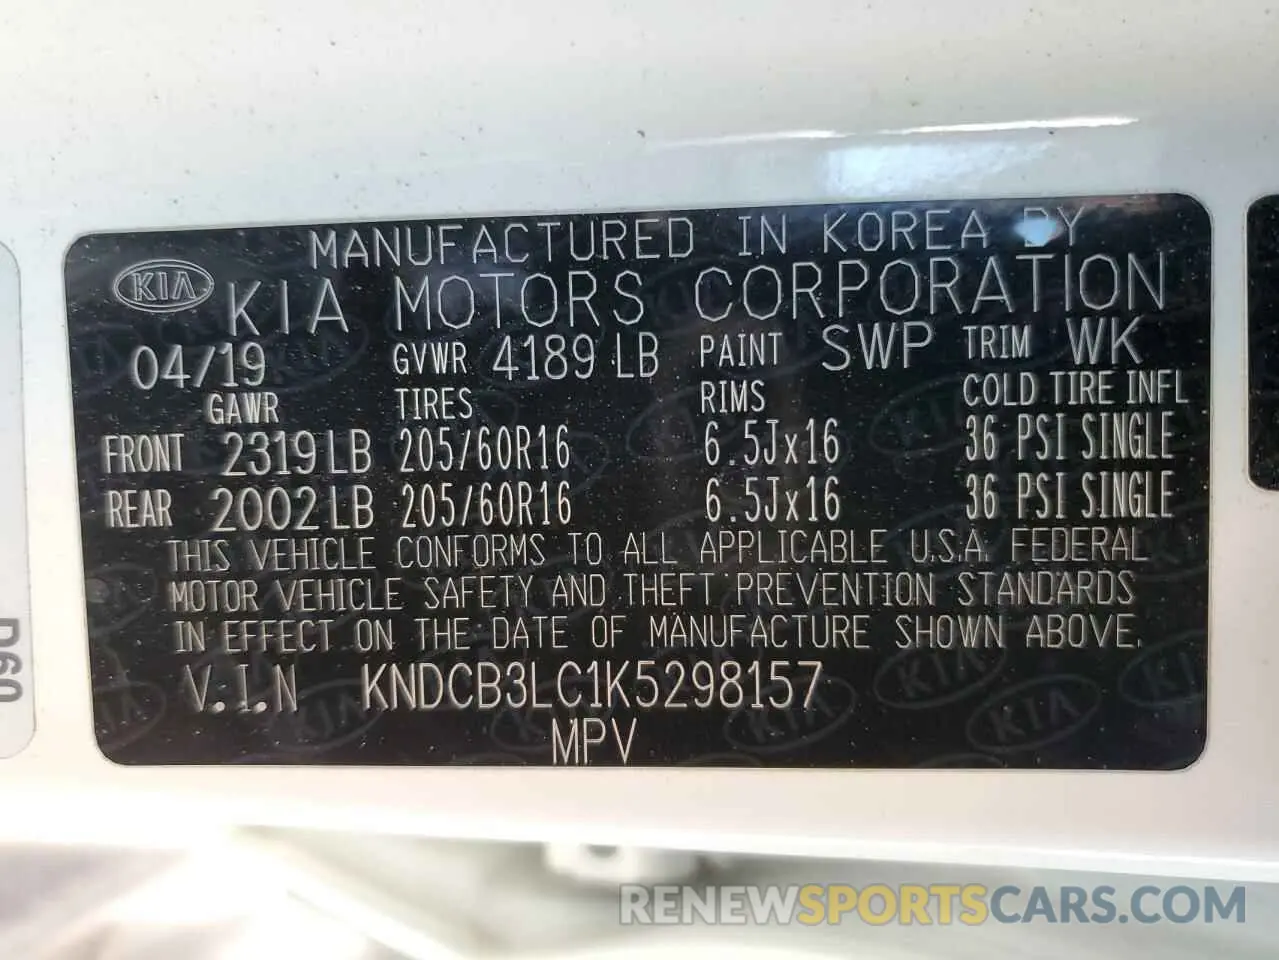 MANUFACTURED IN KOREA BY
KIA KIA MOTORS CORPORATION
04/19 GVWR 4189 LB PAINT SWP TRIM WK
GAWR TIRES RIMS COLD TIRE INFL
FRONT 2319 LB 205/60R16 6.5Jx16 36 PSI SINGLE
REAR 2002 LB 205/60R16 6.5Jx16 36 PSI SINGLE
THIS VEHICLE CONFORMS TO ALL APPLICABLE U.S.A. FEDERAL
MOTOR VEHICLE SAFETY AND THEFT PREVENTION STANDARDS
IN EFFECT ON THE DATE OF MANUFACTURE SHOWN ABOVE.
V.I.N KNDCB3LC1K5298157
MPV
D60
RENEWSPORTSCARS.COM